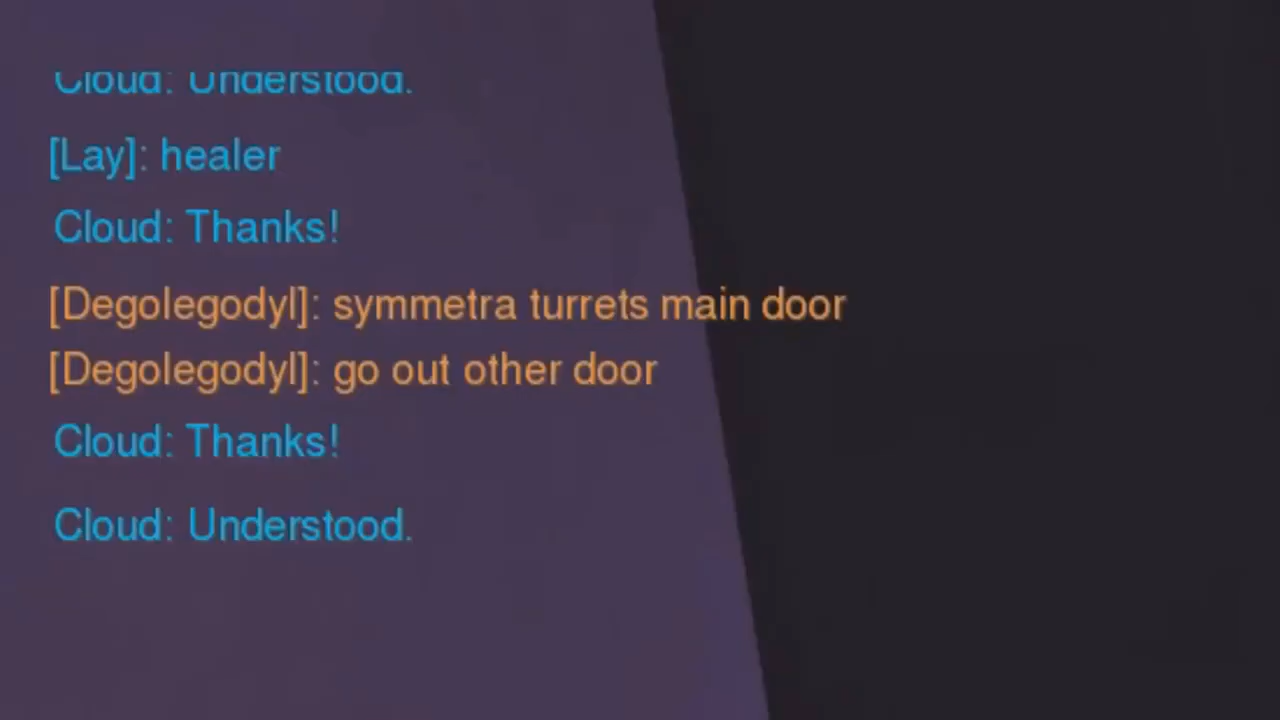 Cloud: Understood.
[Lay]: healer
Cloud: Thanks!
[Degolegodyl]: symmetra turrets main door
[Degolegodyl]: go out other door
Cloud: Thanks!
Cloud: Understood.